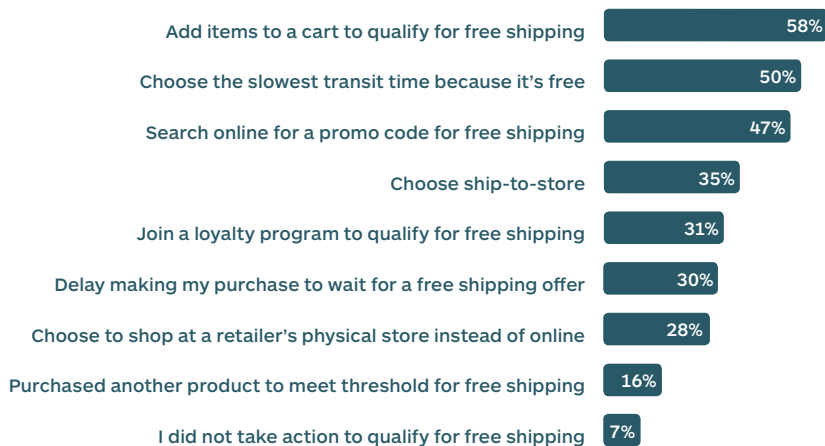 Add items to a cart to qualify for free shipping 58%
Choose the slowest transit time because it’s free 50%
Search online for a promo code for free shipping 47%
Choose ship-to-store 35%
Join a loyalty program to qualify for free shipping 31%
Delay making my purchase to wait for a free shipping offer 30%
Choose to shop at a retailer’s physical store instead of online 28%
Purchased another product to meet threshold for free shipping 16%
I did not take action to qualify for free shipping 7%